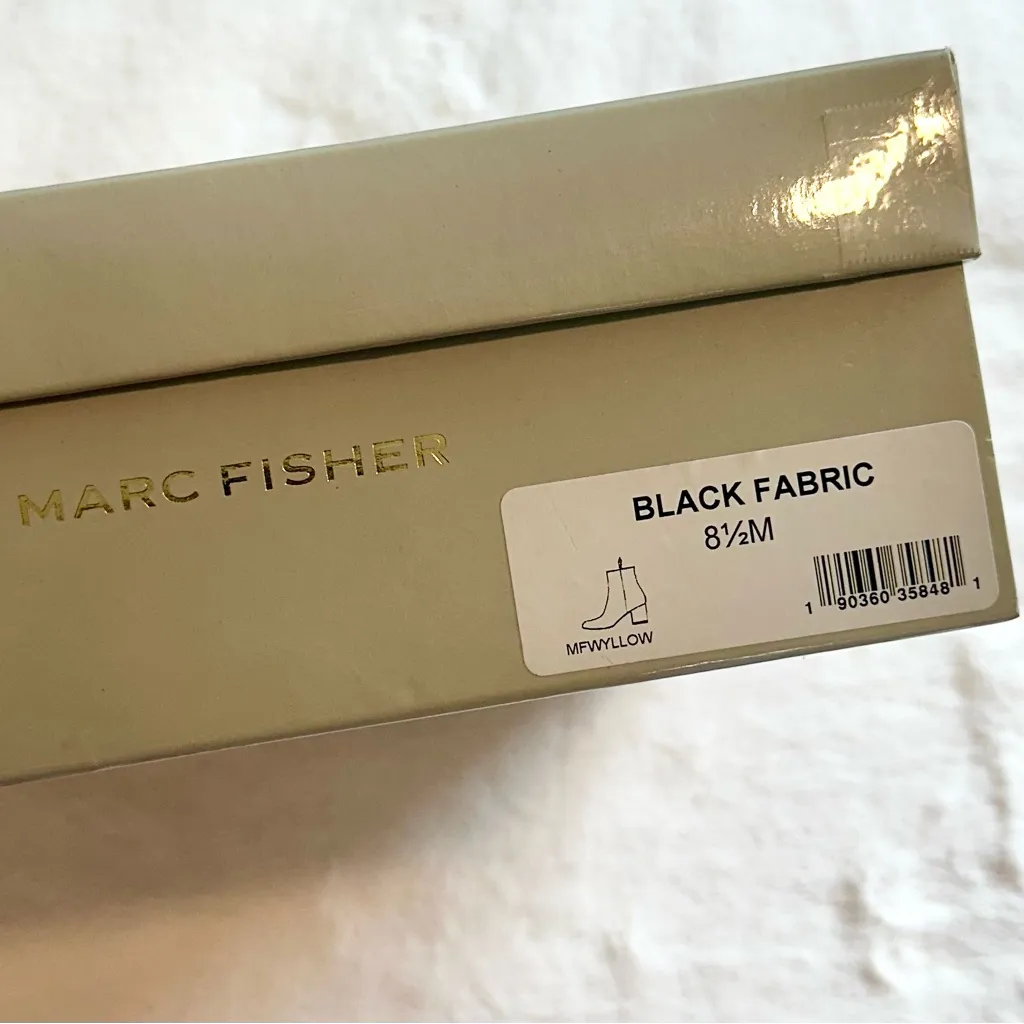 MARC FISHER
BLACK FABRIC
8½M
MFWYLLOW
1 90360 35848 1